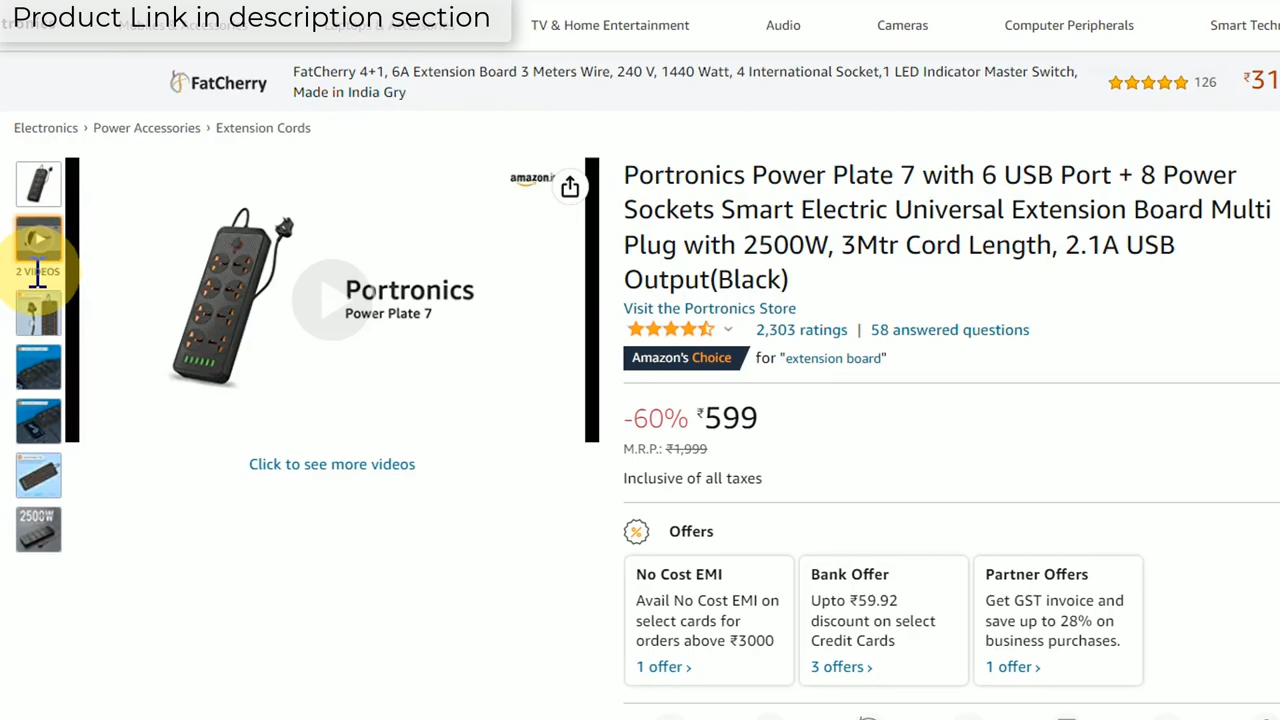 Product Link in description section
TV & Home Entertainment
Audio
Cameras
Computer Peripherals
Smart Tech
FatCherry
FatCherry 4+1, 6A Extension Board 3 Meters Wire, 240 V, 1440 Watt, 4 International Socket,1 LED Indicator Master Switch,
Made in India Gry
126
₹31
Electronics › Power Accessories › Extension Cords
amazon.i
Portronics
Power Plate 7
2 VIDEOS
2500W
Click to see more videos
Portronics Power Plate 7 with 6 USB Port + 8 Power
Sockets Smart Electric Universal Extension Board Multi
Plug with 2500W, 3Mtr Cord Length, 2.1A USB
Output(Black)
Visit the Portronics Store
2,303 ratings | 58 answered questions
Amazon's Choice for "extension board"
-60% ₹599
M.R.P.: ₹1,999
Inclusive of all taxes
% Offers
No Cost EMI
Avail No Cost EMI on
select cards for
orders above ₹3000
1 offer ›
Bank Offer
Upto ₹59.92
discount on select
Credit Cards
3 offers ›
Partner Offers
Get GST invoice and
save up to 28% on
business purchases.
1 offer ›